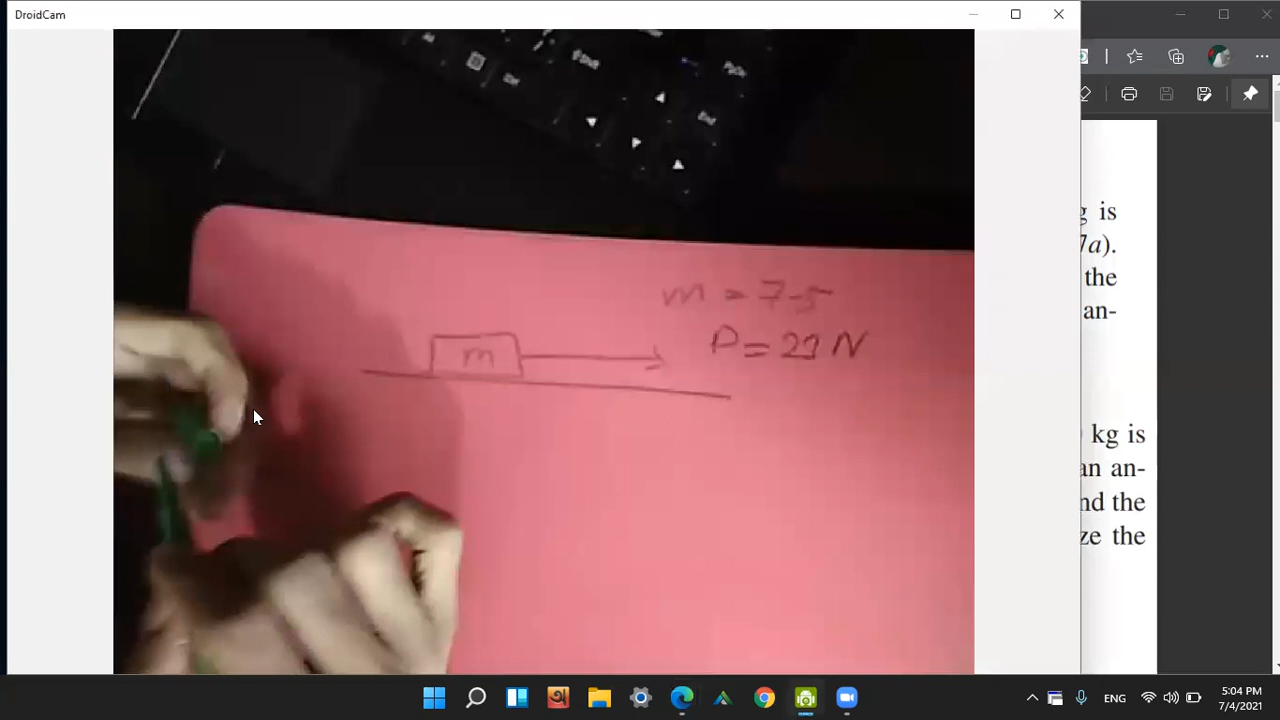 DroidCam
g is
7a).
the
an-
m = 7.5
P = 23 N
m
kg is
an an-
nd the
ze the
ENG
5:04 PM
7/4/2021